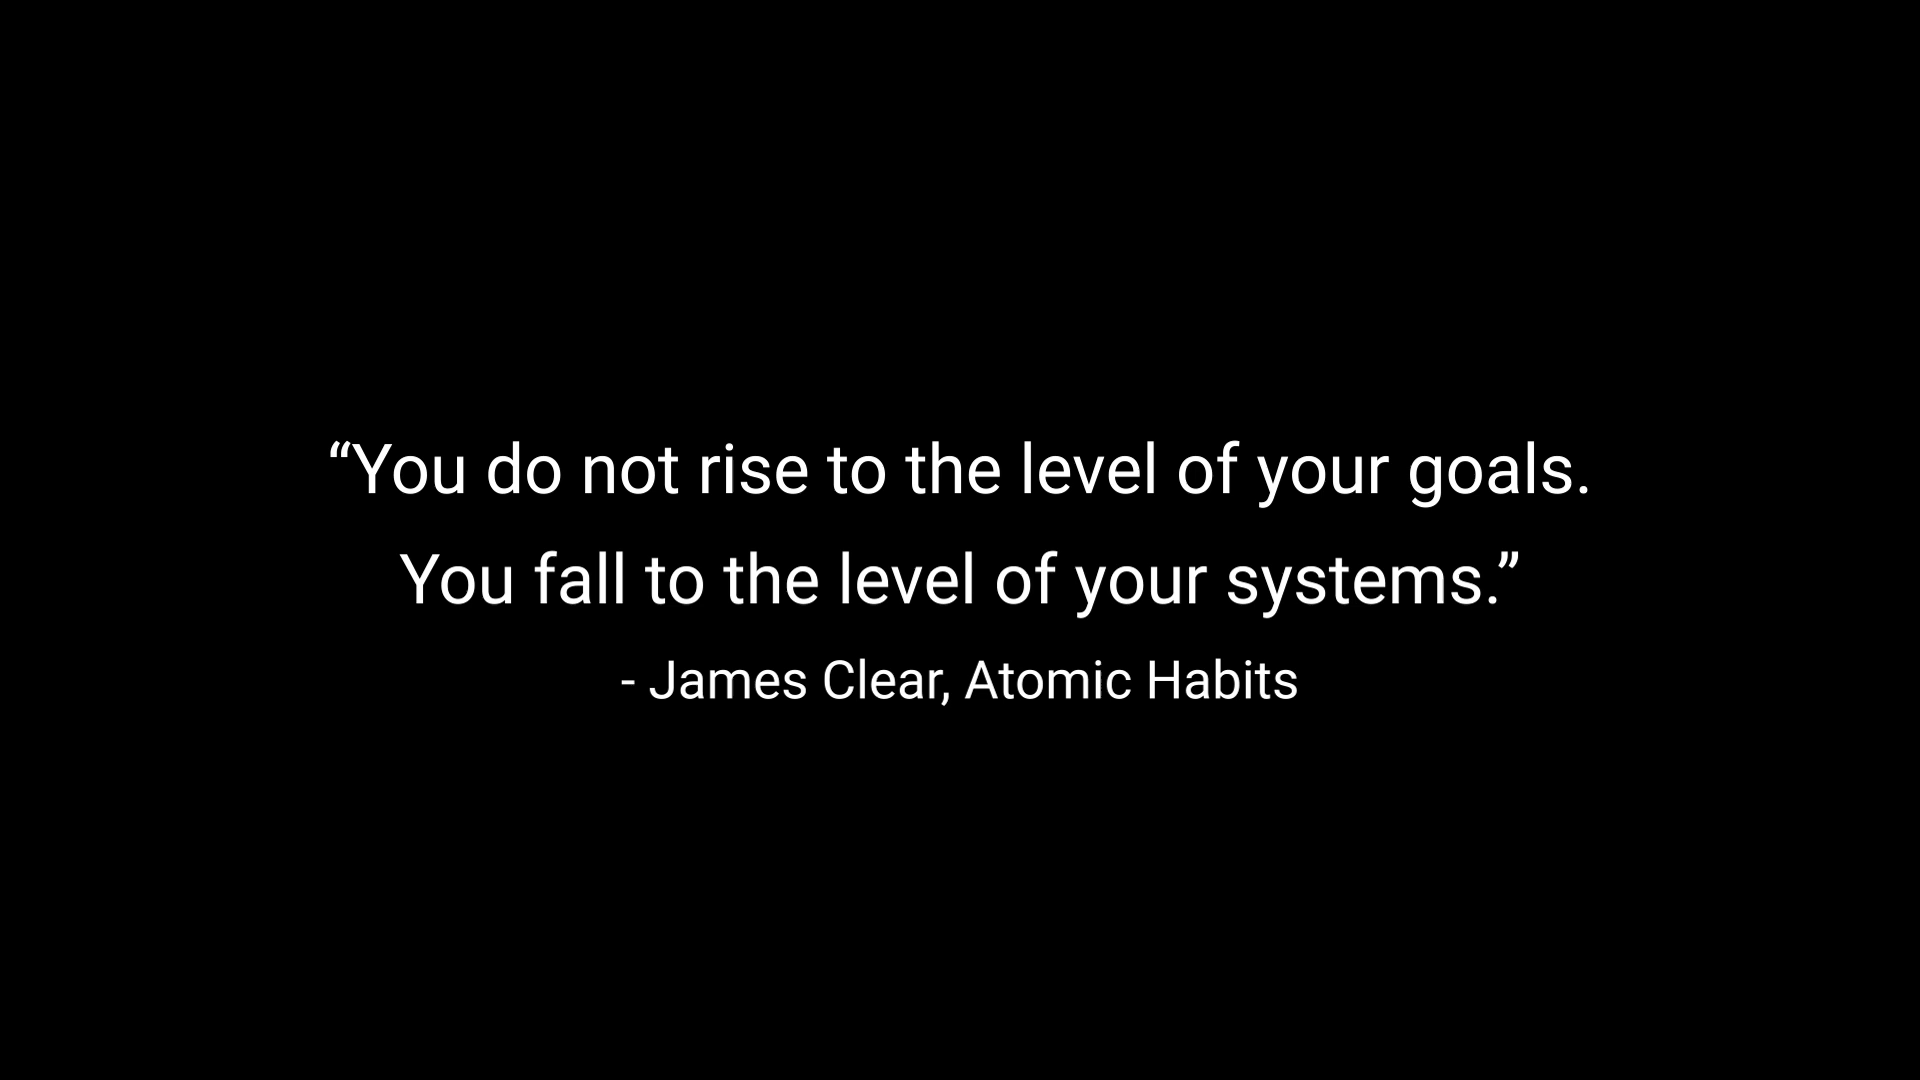 “You do not rise to the level of your goals.
You fall to the level of your systems.”
- James Clear, Atomic Habits